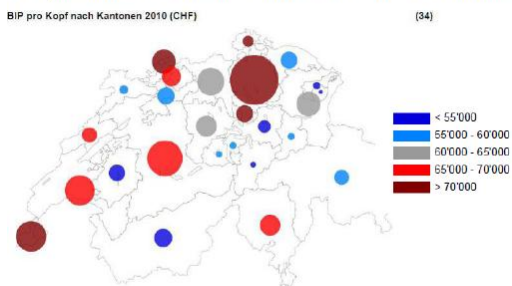 BIP pro Kopf nach Kantonen 2010 (CHF) (34)
< 55'000
55'000 - 60'000
60'000 - 65'000
65'000 - 70'000
> 70'000